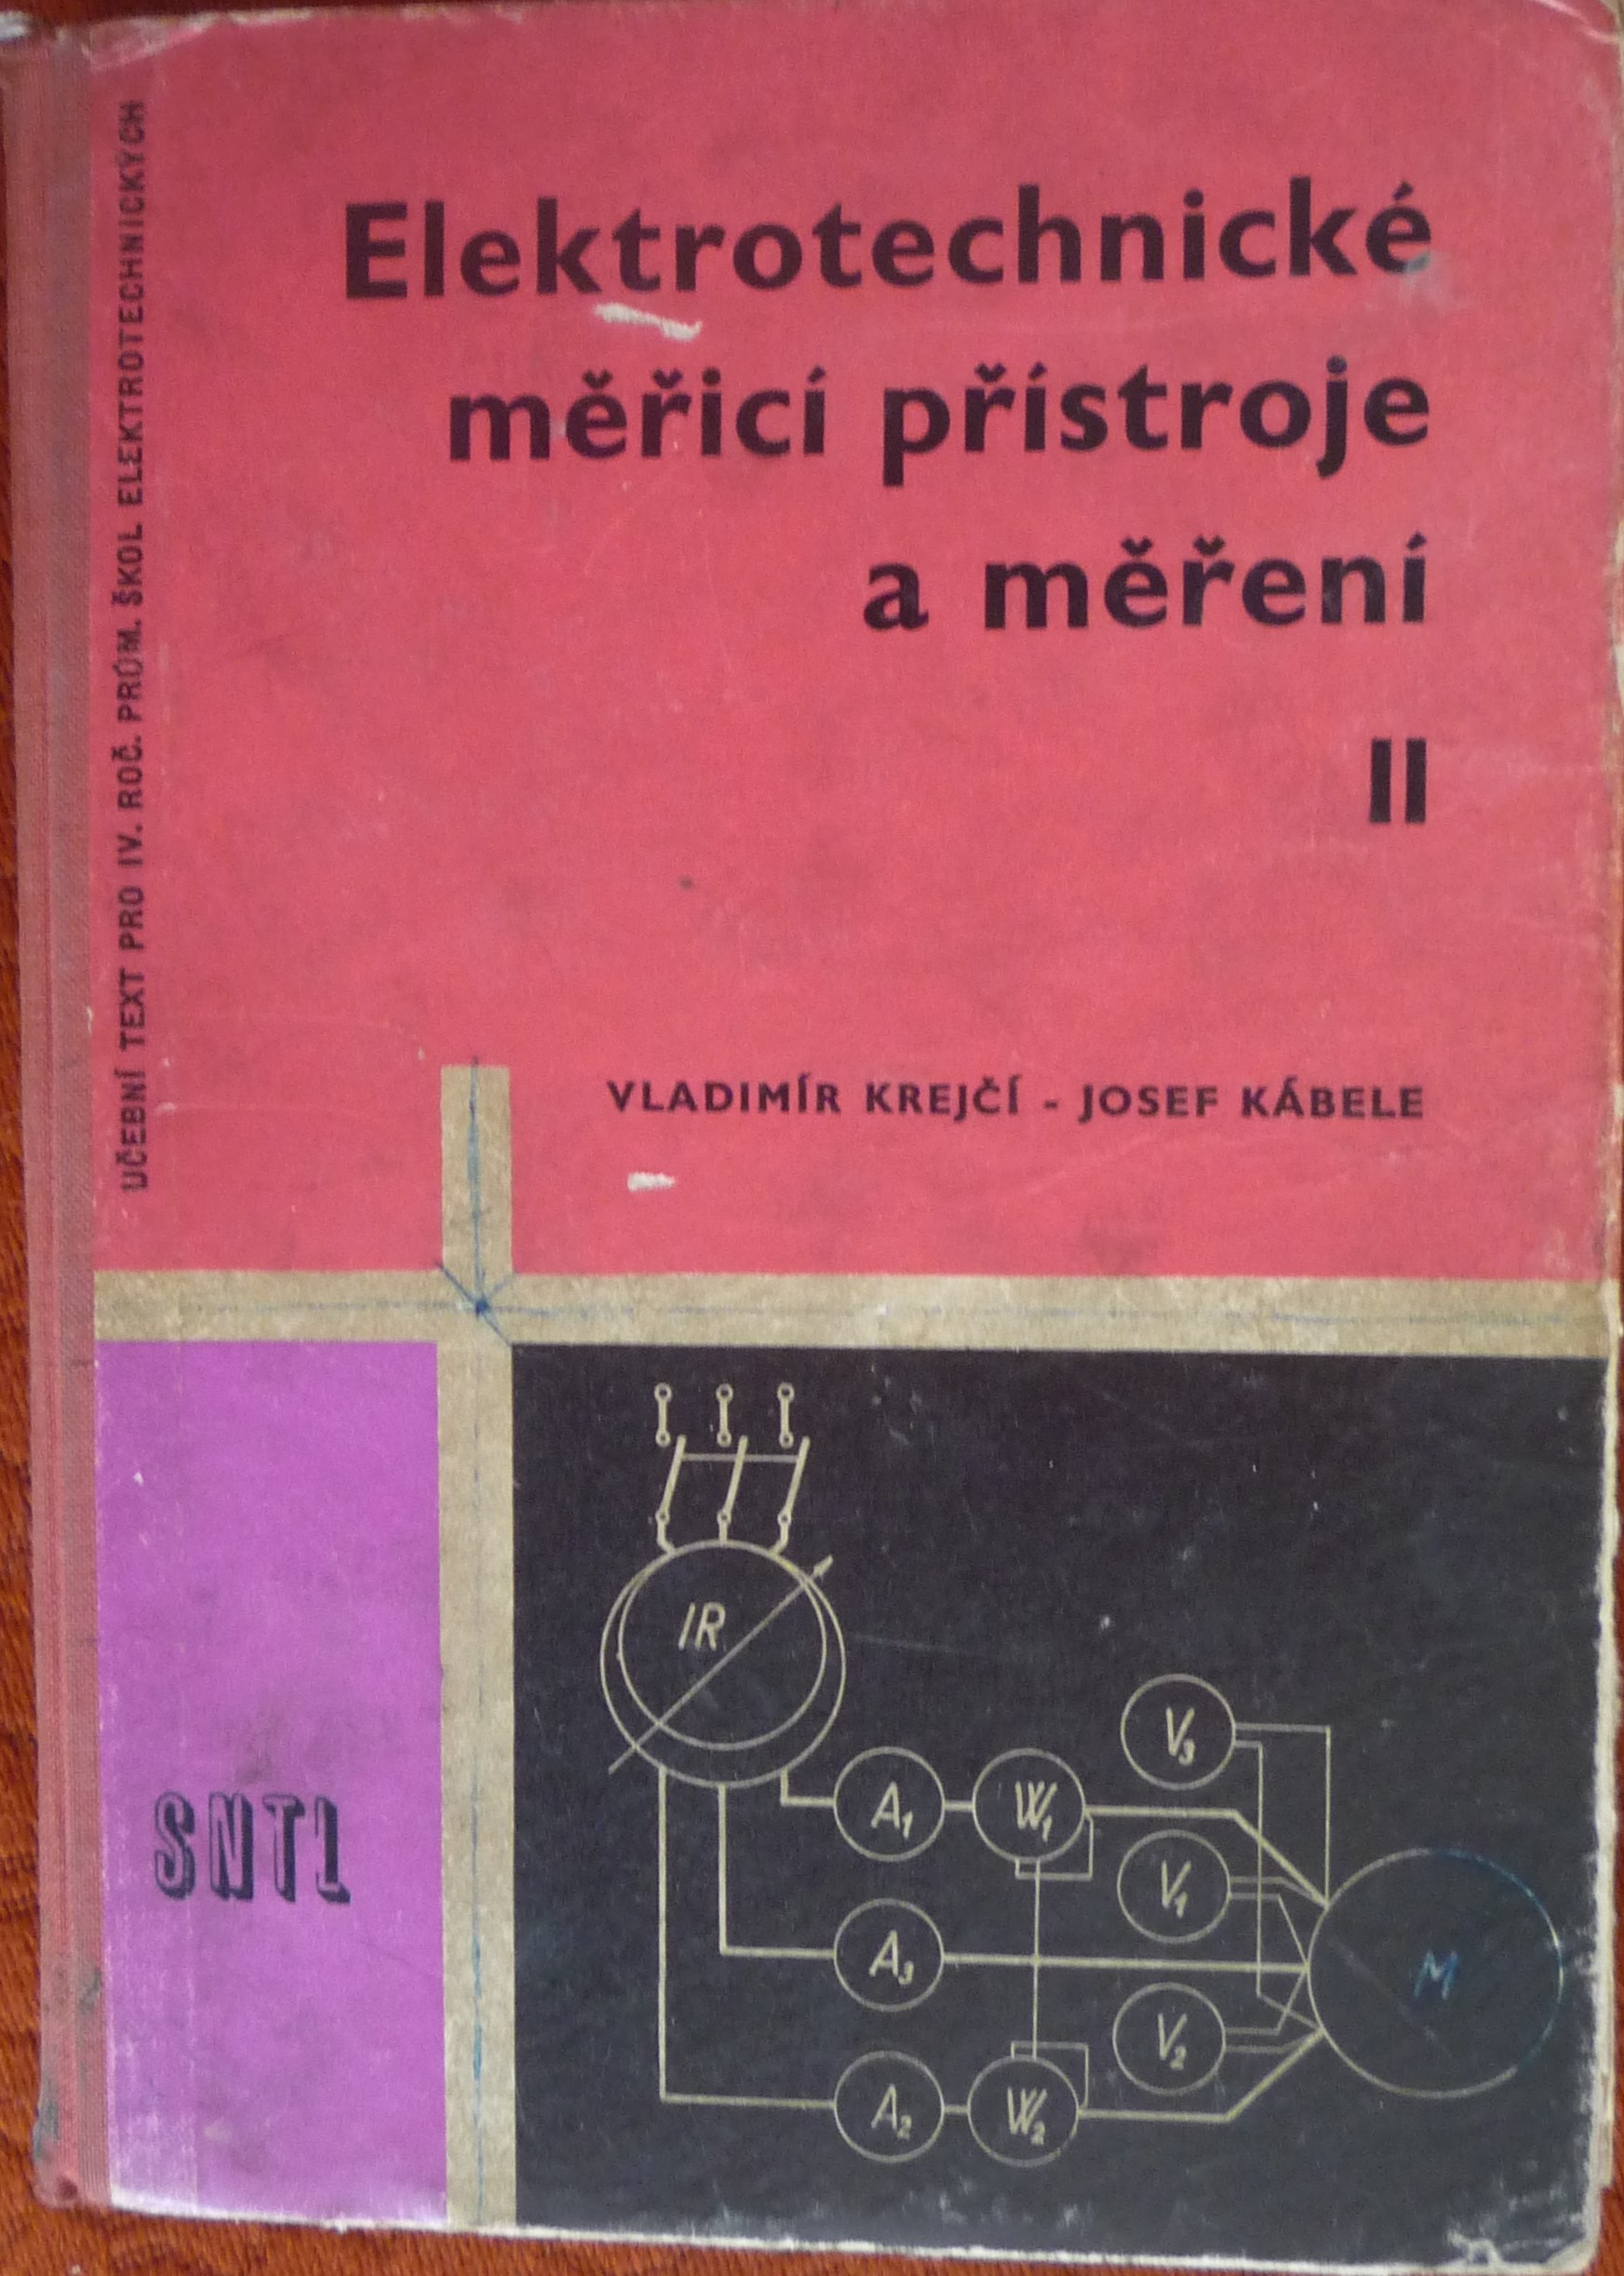 UČEBNÍ TEXT PRO IV. ROČ. PRŮM. ŠKOL ELEKTROTECHNICKÝCH
Elektrotechnické
měřicí přístroje
a měření
II
VLADIMÍR KREJČÍ - JOSEF KÁBELE
SNTL
IR
V3
A1
W1
V1
A3
M
V2
A2
W2